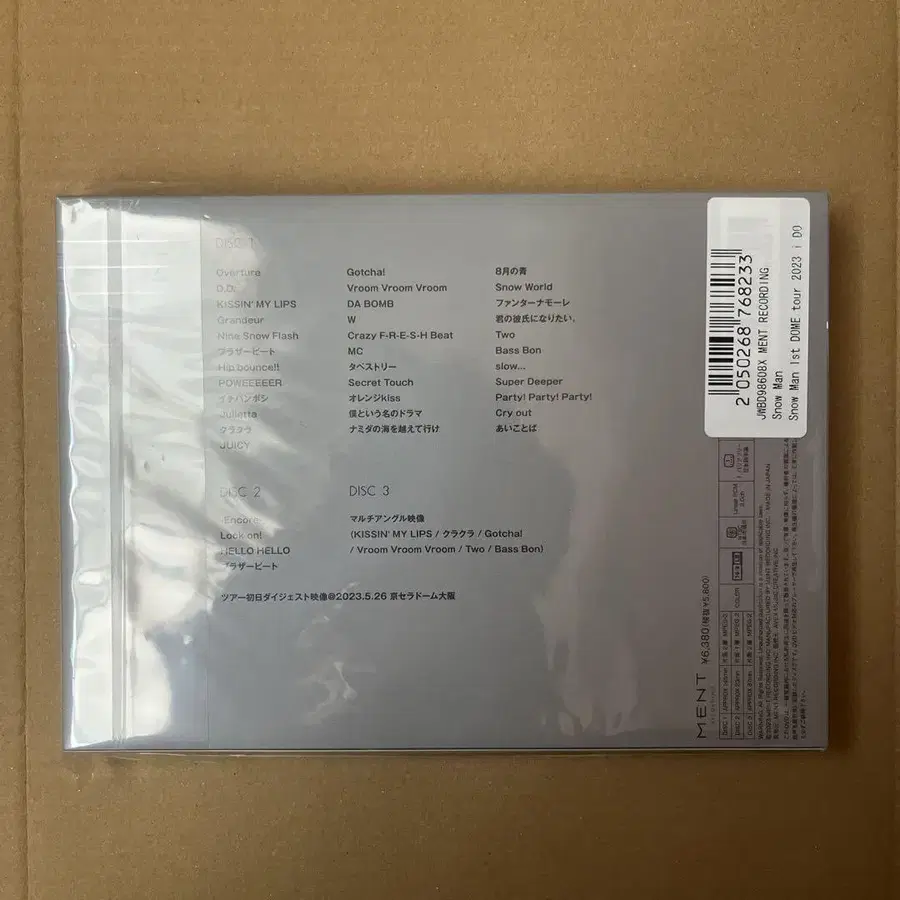 DISC 1
Overture
D.D.
KISSIN' MY LIPS
Grandeur
Nine Snow Flash
ブラザービート
Hip bounce!!
POWEEEEER
イチバンボシ
Julietta
クラクラ
JUICY
Gotcha!
Vroom Vroom Vroom
DA BOMB
W
Crazy F-R-E-S-H Beat
MC
タペストリー
Secret Touch
オレンジkiss
僕という名のドラマ
ナミダの海を越えて行け
8月の青
Snow World
ファンターナモーレ
君の彼氏になりたい。
Two
Bass Bon
slow...
Super Deeper
Party! Party! Party!
Cry out
あいことば
DISC 2
-Encore-
Lock on!
HELLO HELLO
ブラザービート
DISC 3
マルチアングル映像
(KISSIN' MY LIPS / クラクラ / Gotcha!
/ Vroom Vroom Vroom / Two / Bass Bon)
ツアー初日ダイジェスト映像@2023.5.26 京セラドーム大阪
2 050268 768233
JWBD98608X MENT RECORDING
Snow Man
Snow Man 1st DOME tour 2023 i DO
MENT
¥6,380(税抜¥5,800)
COLOR